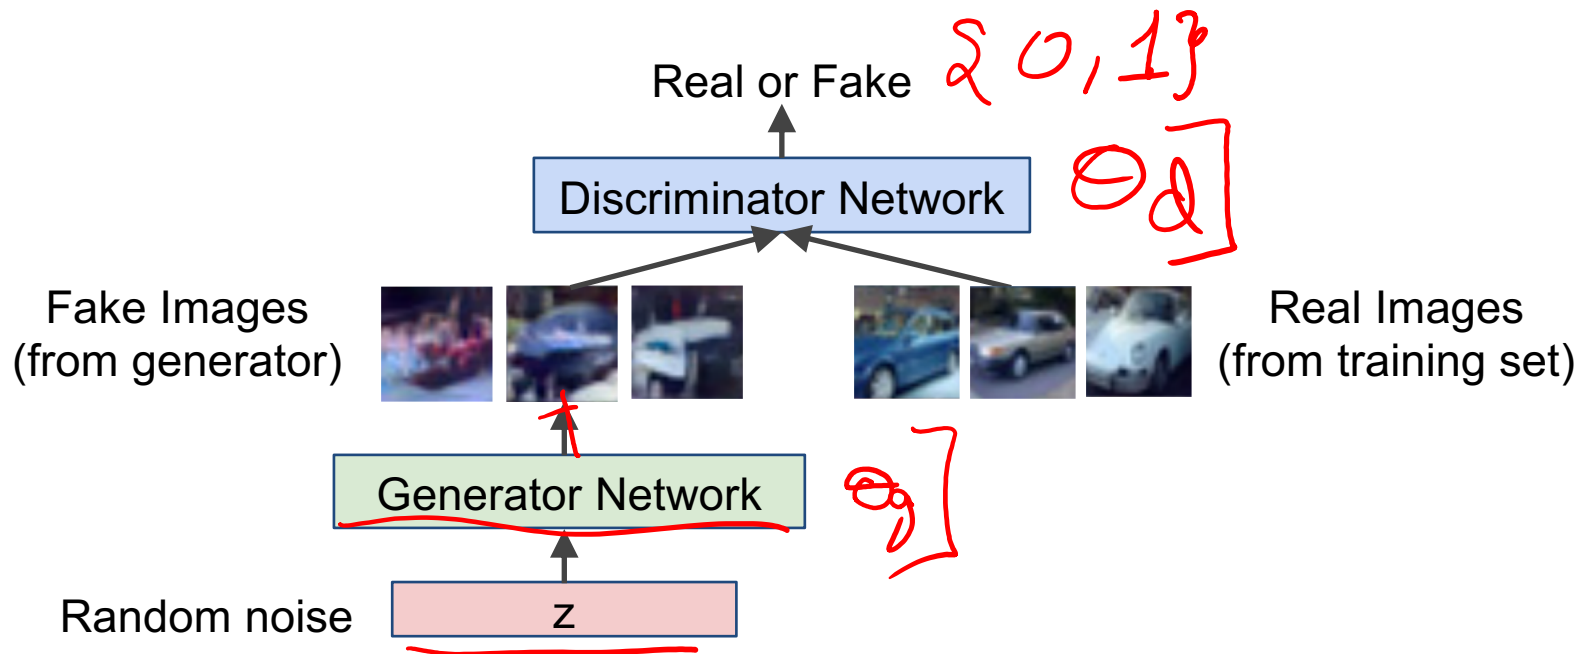 Real or Fake {0,1}
Discriminator Network θd]
Fake Images
(from generator)
Real Images
(from training set)
Generator Network θg]
Random noise
z